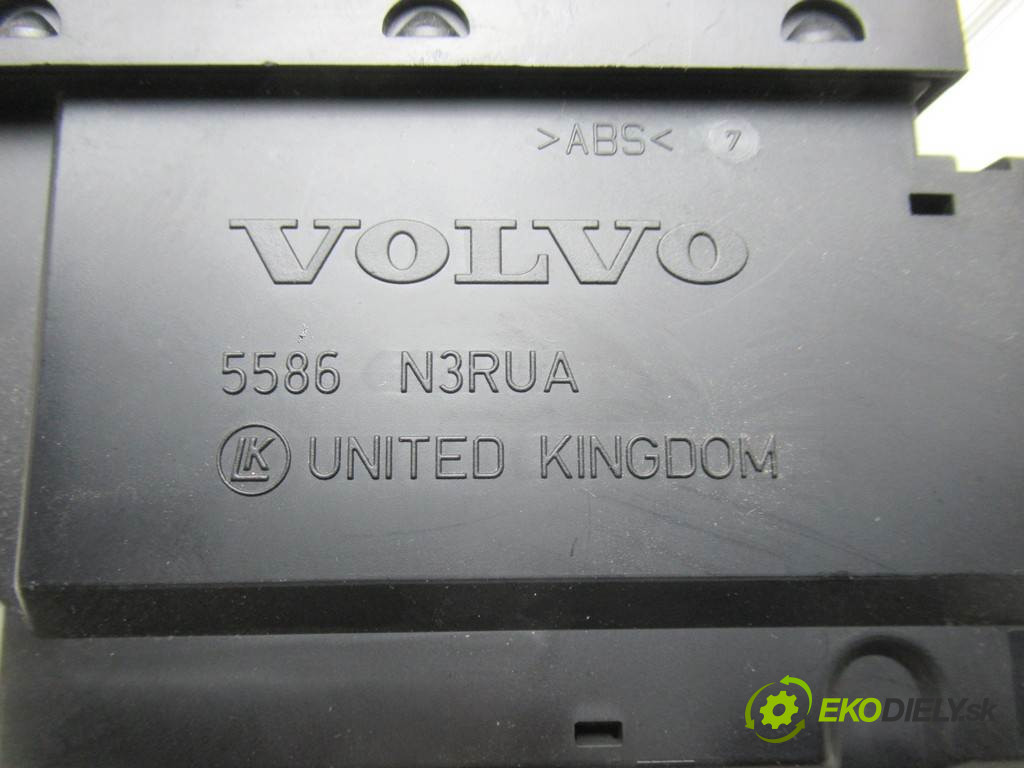 >ABS< 7
VOLVO
5586 N3RUA
LK UNITED KINGDOM
EKODIELY.sk